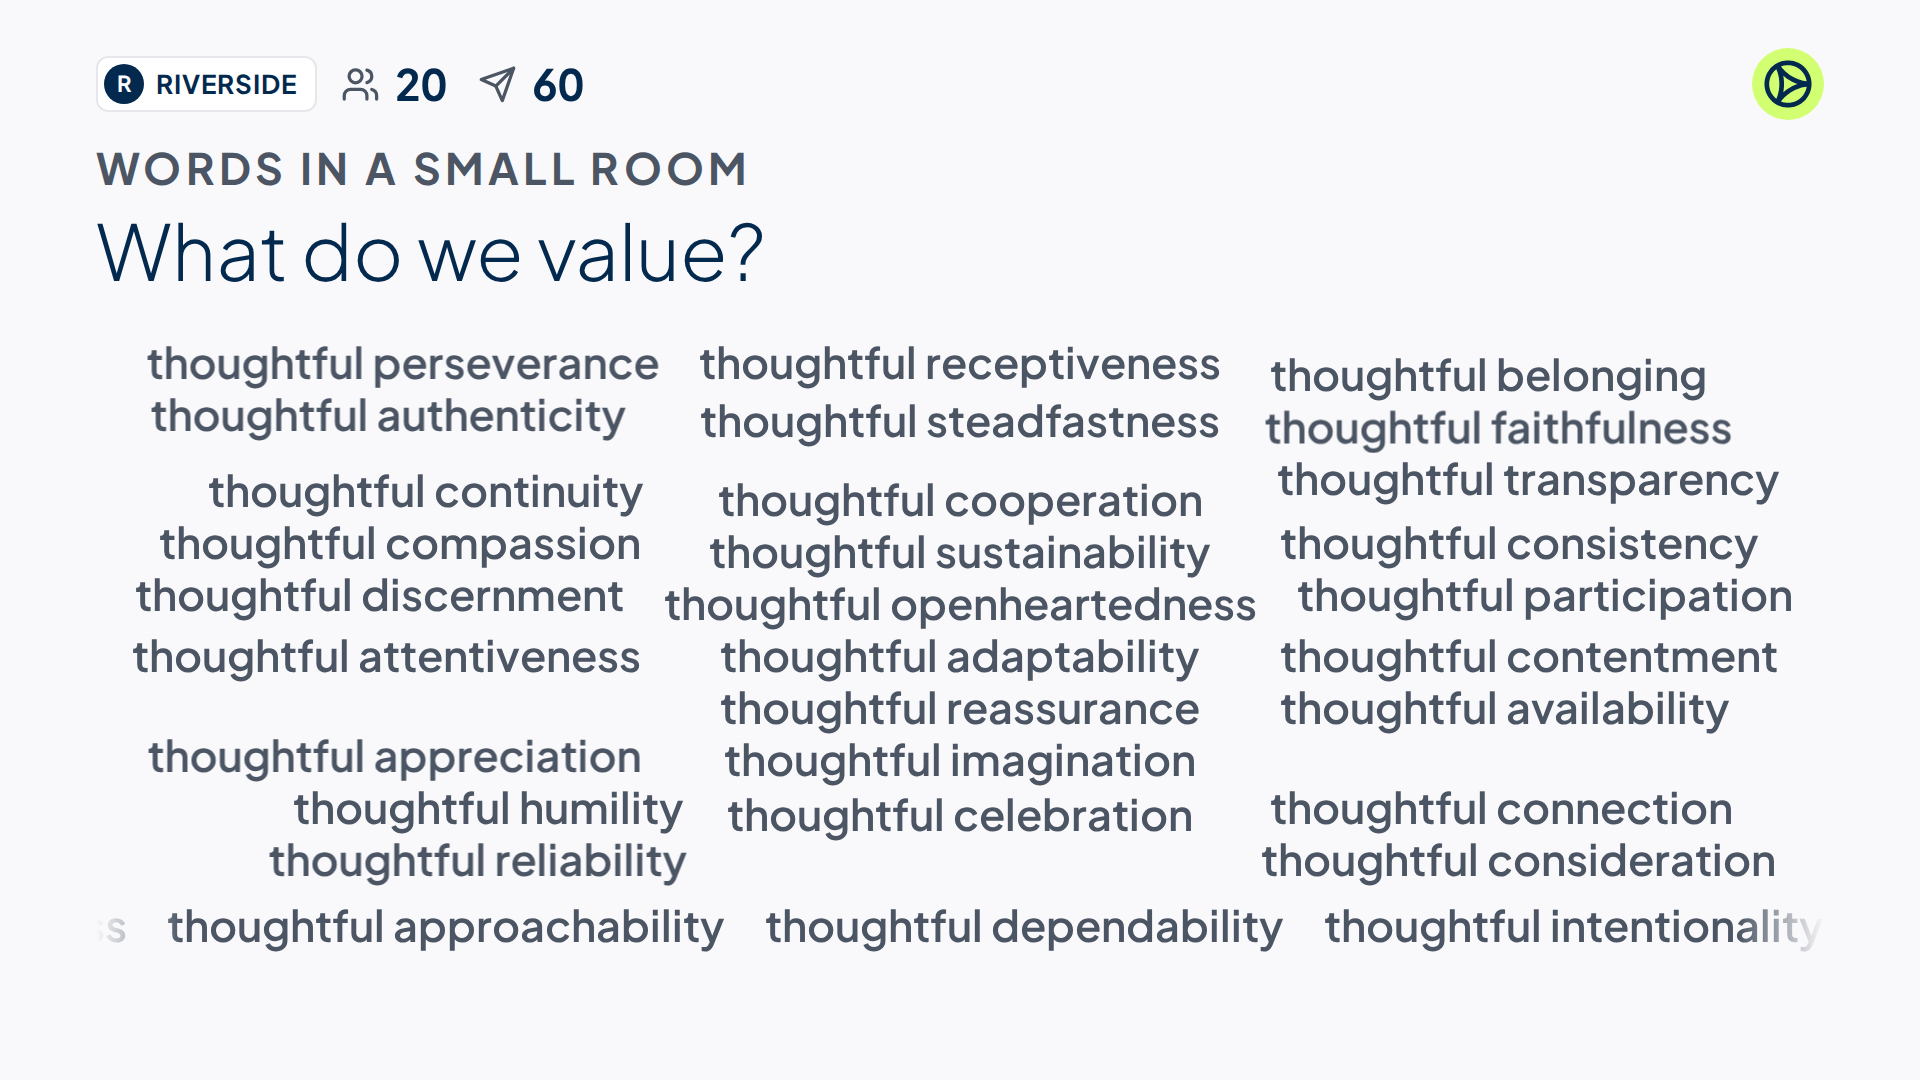 R RIVERSIDE 20 60
WORDS IN A SMALL ROOM
What do we value?
thoughtful perseverance
thoughtful authenticity
thoughtful continuity
thoughtful compassion
thoughtful discernment
thoughtful attentiveness
thoughtful appreciation
thoughtful humility
thoughtful reliability
thoughtful receptiveness
thoughtful steadfastness
thoughtful cooperation
thoughtful sustainability
thoughtful openheartedness
thoughtful adaptability
thoughtful reassurance
thoughtful imagination
thoughtful celebration
thoughtful belonging
thoughtful faithfulness
thoughtful transparency
thoughtful consistency
thoughtful participation
thoughtful contentment
thoughtful availability
thoughtful connection
thoughtful consideration
thoughtful approachability thoughtful dependability thoughtful intentionality